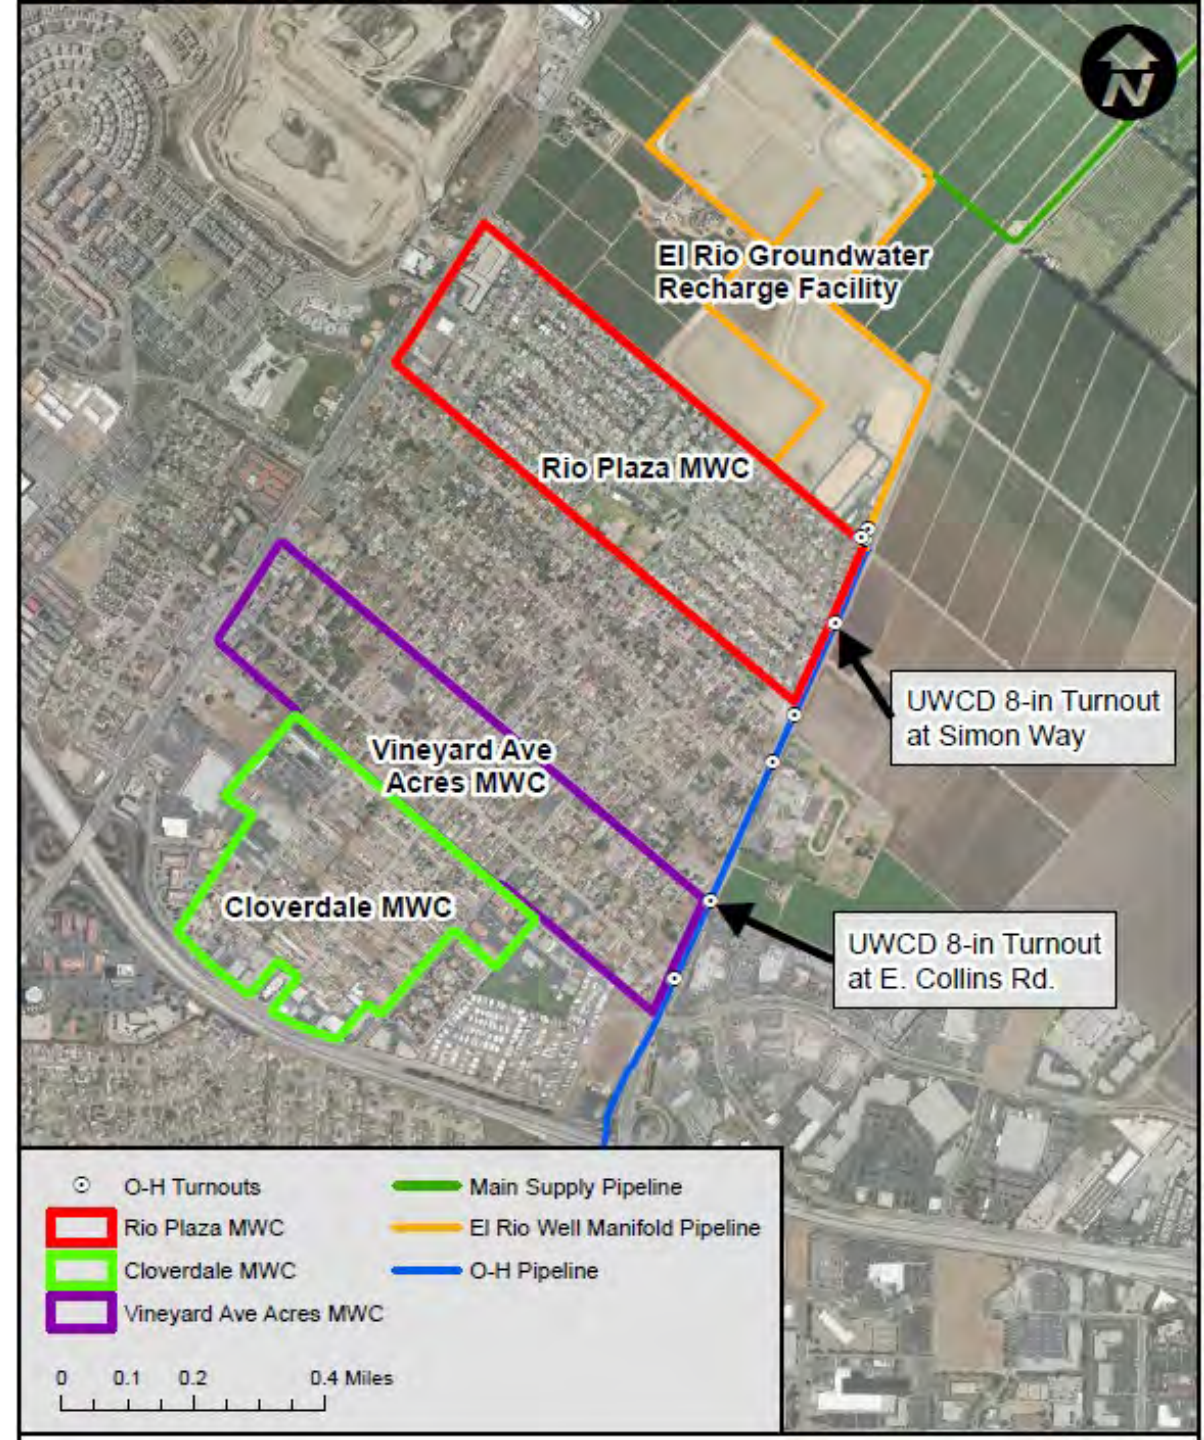 N
El Rio Groundwater
Recharge Facility
Rio Plaza MWC
UWCD 8-in Turnout
at Simon Way
Vineyard Ave
Acres MWC
Cloverdale MWC
UWCD 8-in Turnout
at E. Collins Rd.
O-H Turnouts
Rio Plaza MWC
Cloverdale MWC
Vineyard Ave Acres MWC
Main Supply Pipeline
El Rio Well Manifold Pipeline
O-H Pipeline
0 0.1 0.2 0.4 Miles